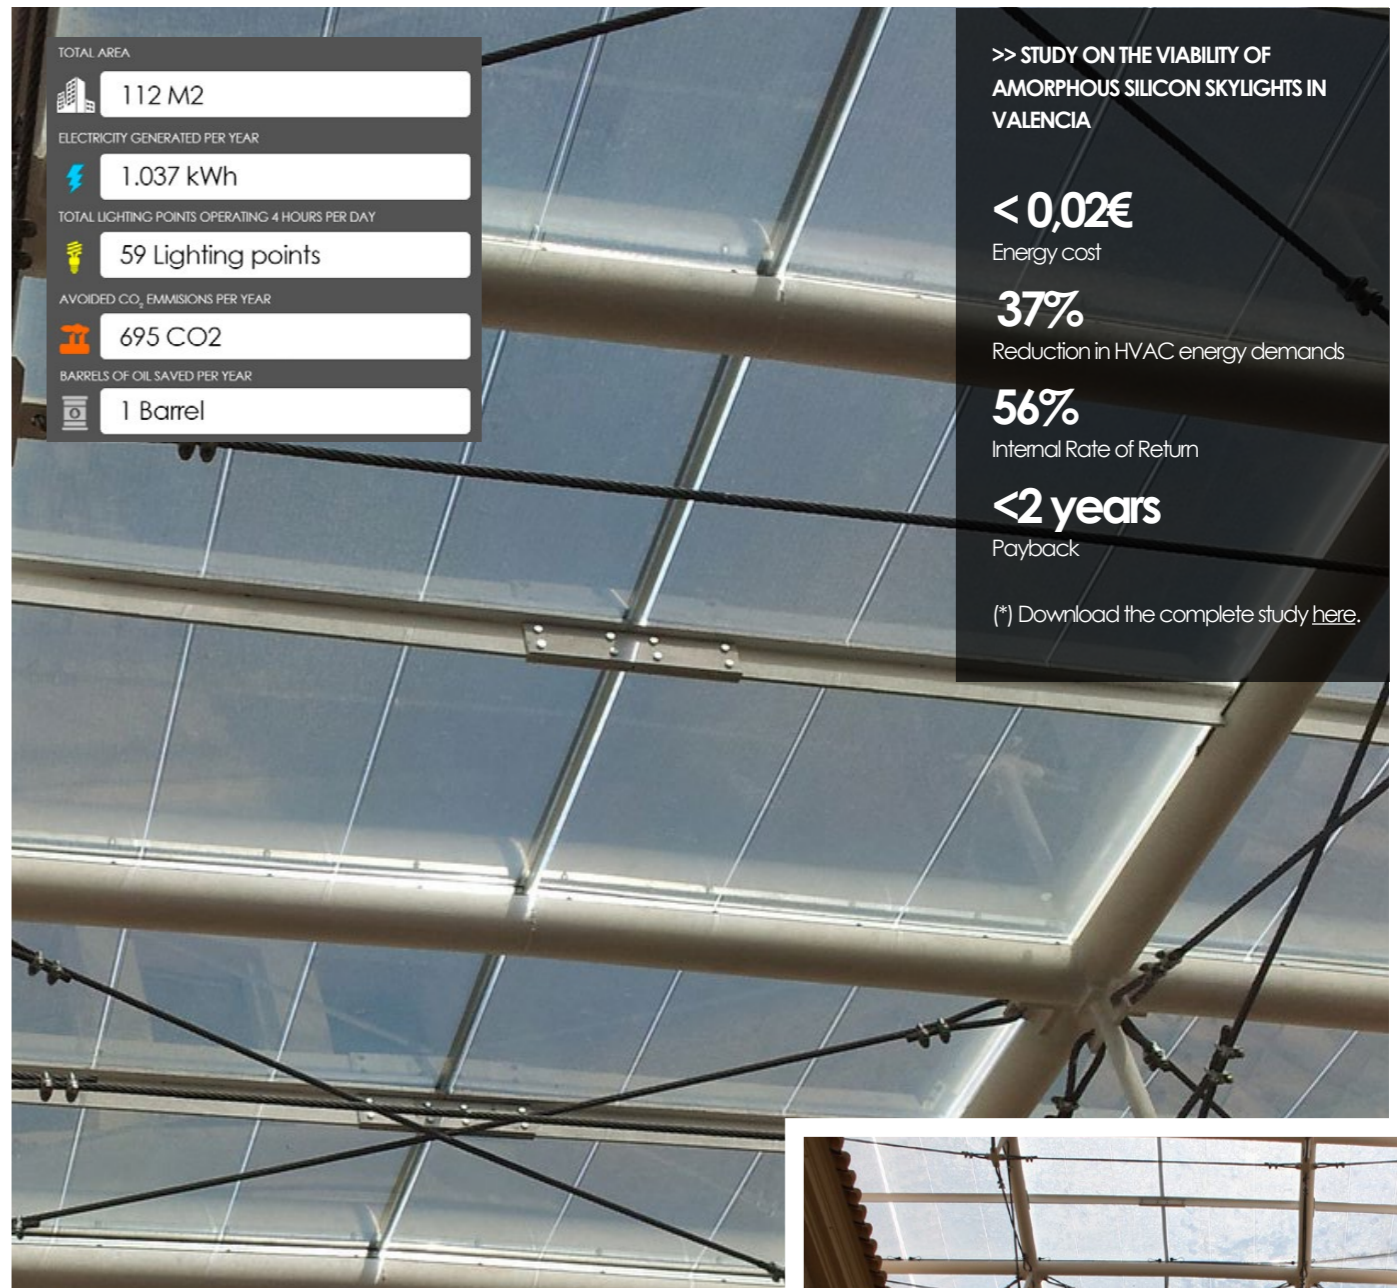 TOTAL AREA
112 M2
ELECTRICITY GENERATED PER YEAR
1.037 kWh
TOTAL LIGHTING POINTS OPERATING 4 HOURS PER DAY
59 Lighting points
AVOIDED CO₂ EMMISIONS PER YEAR
695 CO2
BARRELS OF OIL SAVED PER YEAR
1 Barrel
>> STUDY ON THE VIABILITY OF
AMORPHOUS SILICON SKYLIGHTS IN
VALENCIA
< 0,02€
Energy cost
37%
Reduction in HVAC energy demands
56%
Internal Rate of Return
<2 years
Payback
(*) Download the complete study here.